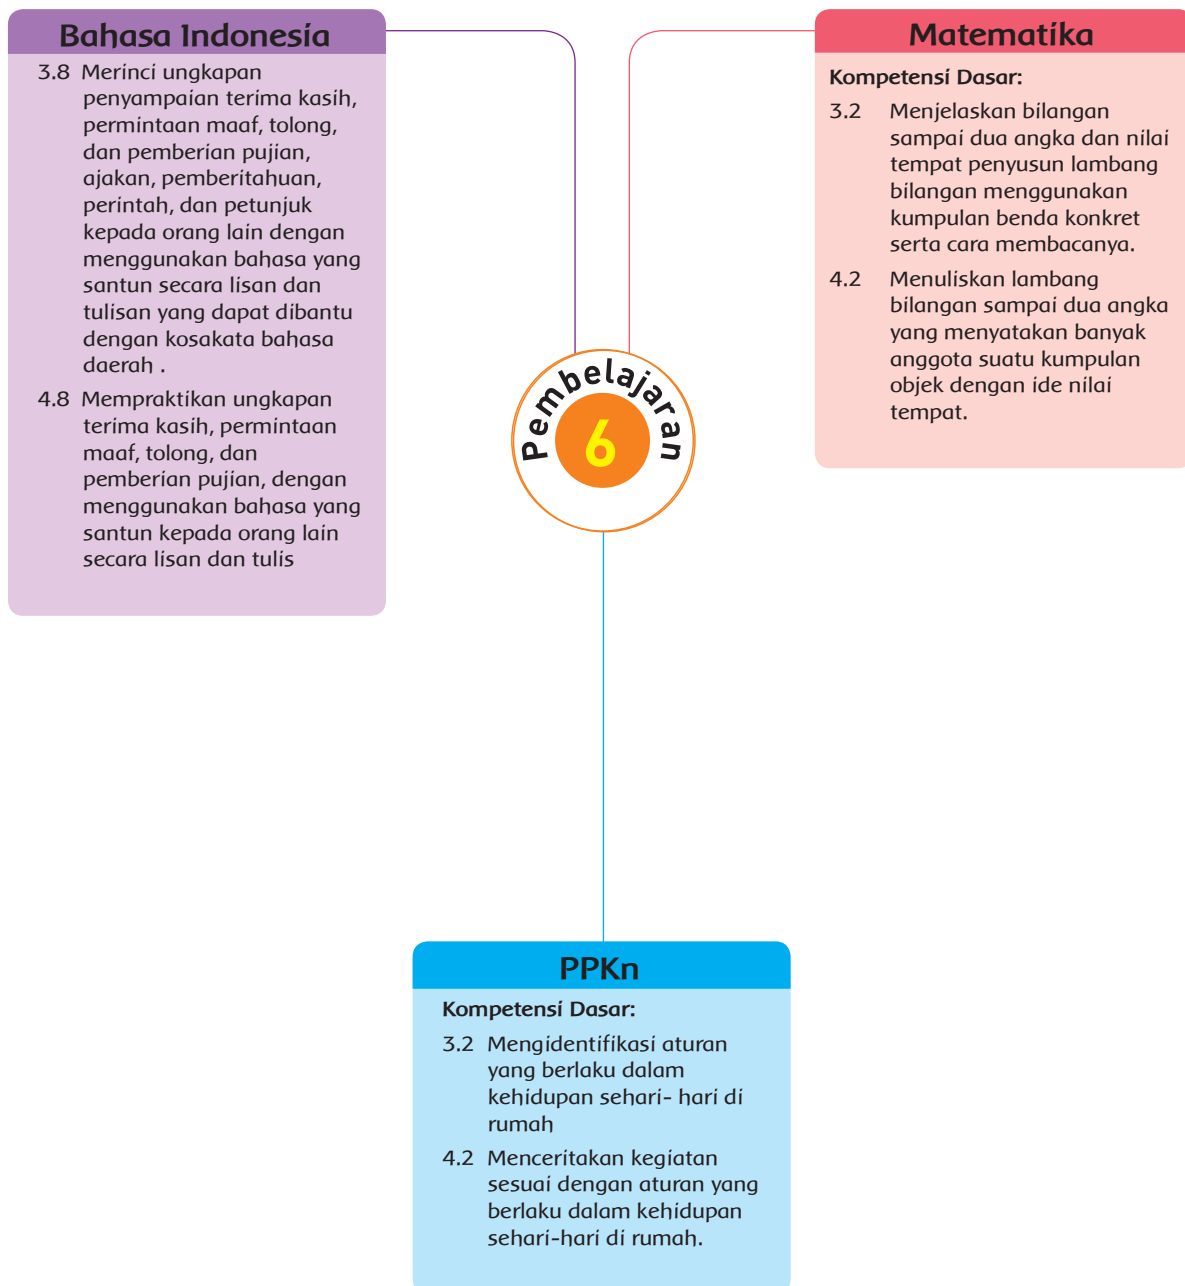 Bahasa Indonesia
3.8 Merinci ungkapan
penyampaian terima kasih,
permintaan maaf, tolong,
dan pemberian pujian,
ajakan, pemberitahuan,
perintah, dan petunjuk
kepada orang lain dengan
menggunakan bahasa yang
santun secara lisan dan
tulisan yang dapat dibantu
dengan kosakata bahasa
daerah .
4.8 Mempraktikan ungkapan
terima kasih, permintaan
maaf, tolong, dan
pemberian pujian, dengan
menggunakan bahasa yang
santun kepada orang lain
secara lisan dan tulis
Matematika
Kompetensi Dasar:
3.2 Menjelaskan bilangan
sampai dua angka dan nilai
tempat penyusun lambang
bilangan menggunakan
kumpulan benda konkret
serta cara membacanya.
4.2 Menuliskan lambang
bilangan sampai dua angka
yang menyatakan banyak
anggota suatu kumpulan
objek dengan ide nilai
tempat.
Pembelajaran
6
PPKn
Kompetensi Dasar:
3.2 Mengidentifikasi aturan
yang berlaku dalam
kehidupan sehari- hari di
rumah
4.2 Menceritakan kegiatan
sesuai dengan aturan yang
berlaku dalam kehidupan
sehari-hari di rumah.